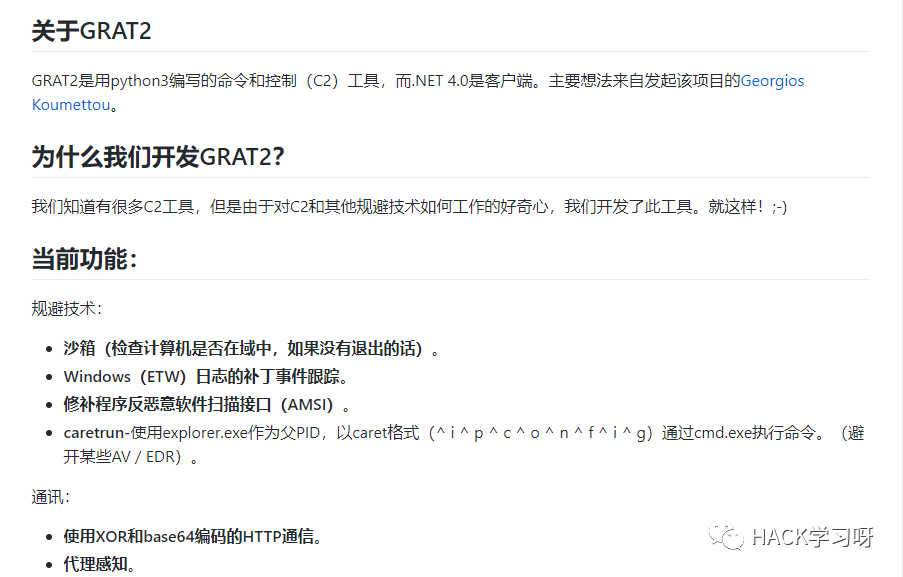 关于GRAT2
GRAT2是用python3编写的命令和控制（C2）工具，而.NET 4.0是客户端。主要想法来自发起该项目的Georgios
Koumettou。
为什么我们开发GRAT2？
我们知道有很多C2工具，但是由于对C2和其他规避技术如何工作的好奇心，我们开发了此工具。就这样！;-)
当前功能：
规避技术：
• 沙箱（检查计算机是否在域中，如果没有退出的话）。
• Windows（ETW）日志的补丁事件跟踪。
• 修补程序反恶意软件扫描接口（AMSI）。
• caretrun-使用explorer.exe作为父PID，以caret格式（^ i ^ p ^ c ^ o ^ n ^ f ^ i ^ g）通过cmd.exe执行命令。（避
开某些AV / EDR）。
通讯：
• 使用XOR和base64编码的HTTP通信。
• 代理感知。
HACK学习呀